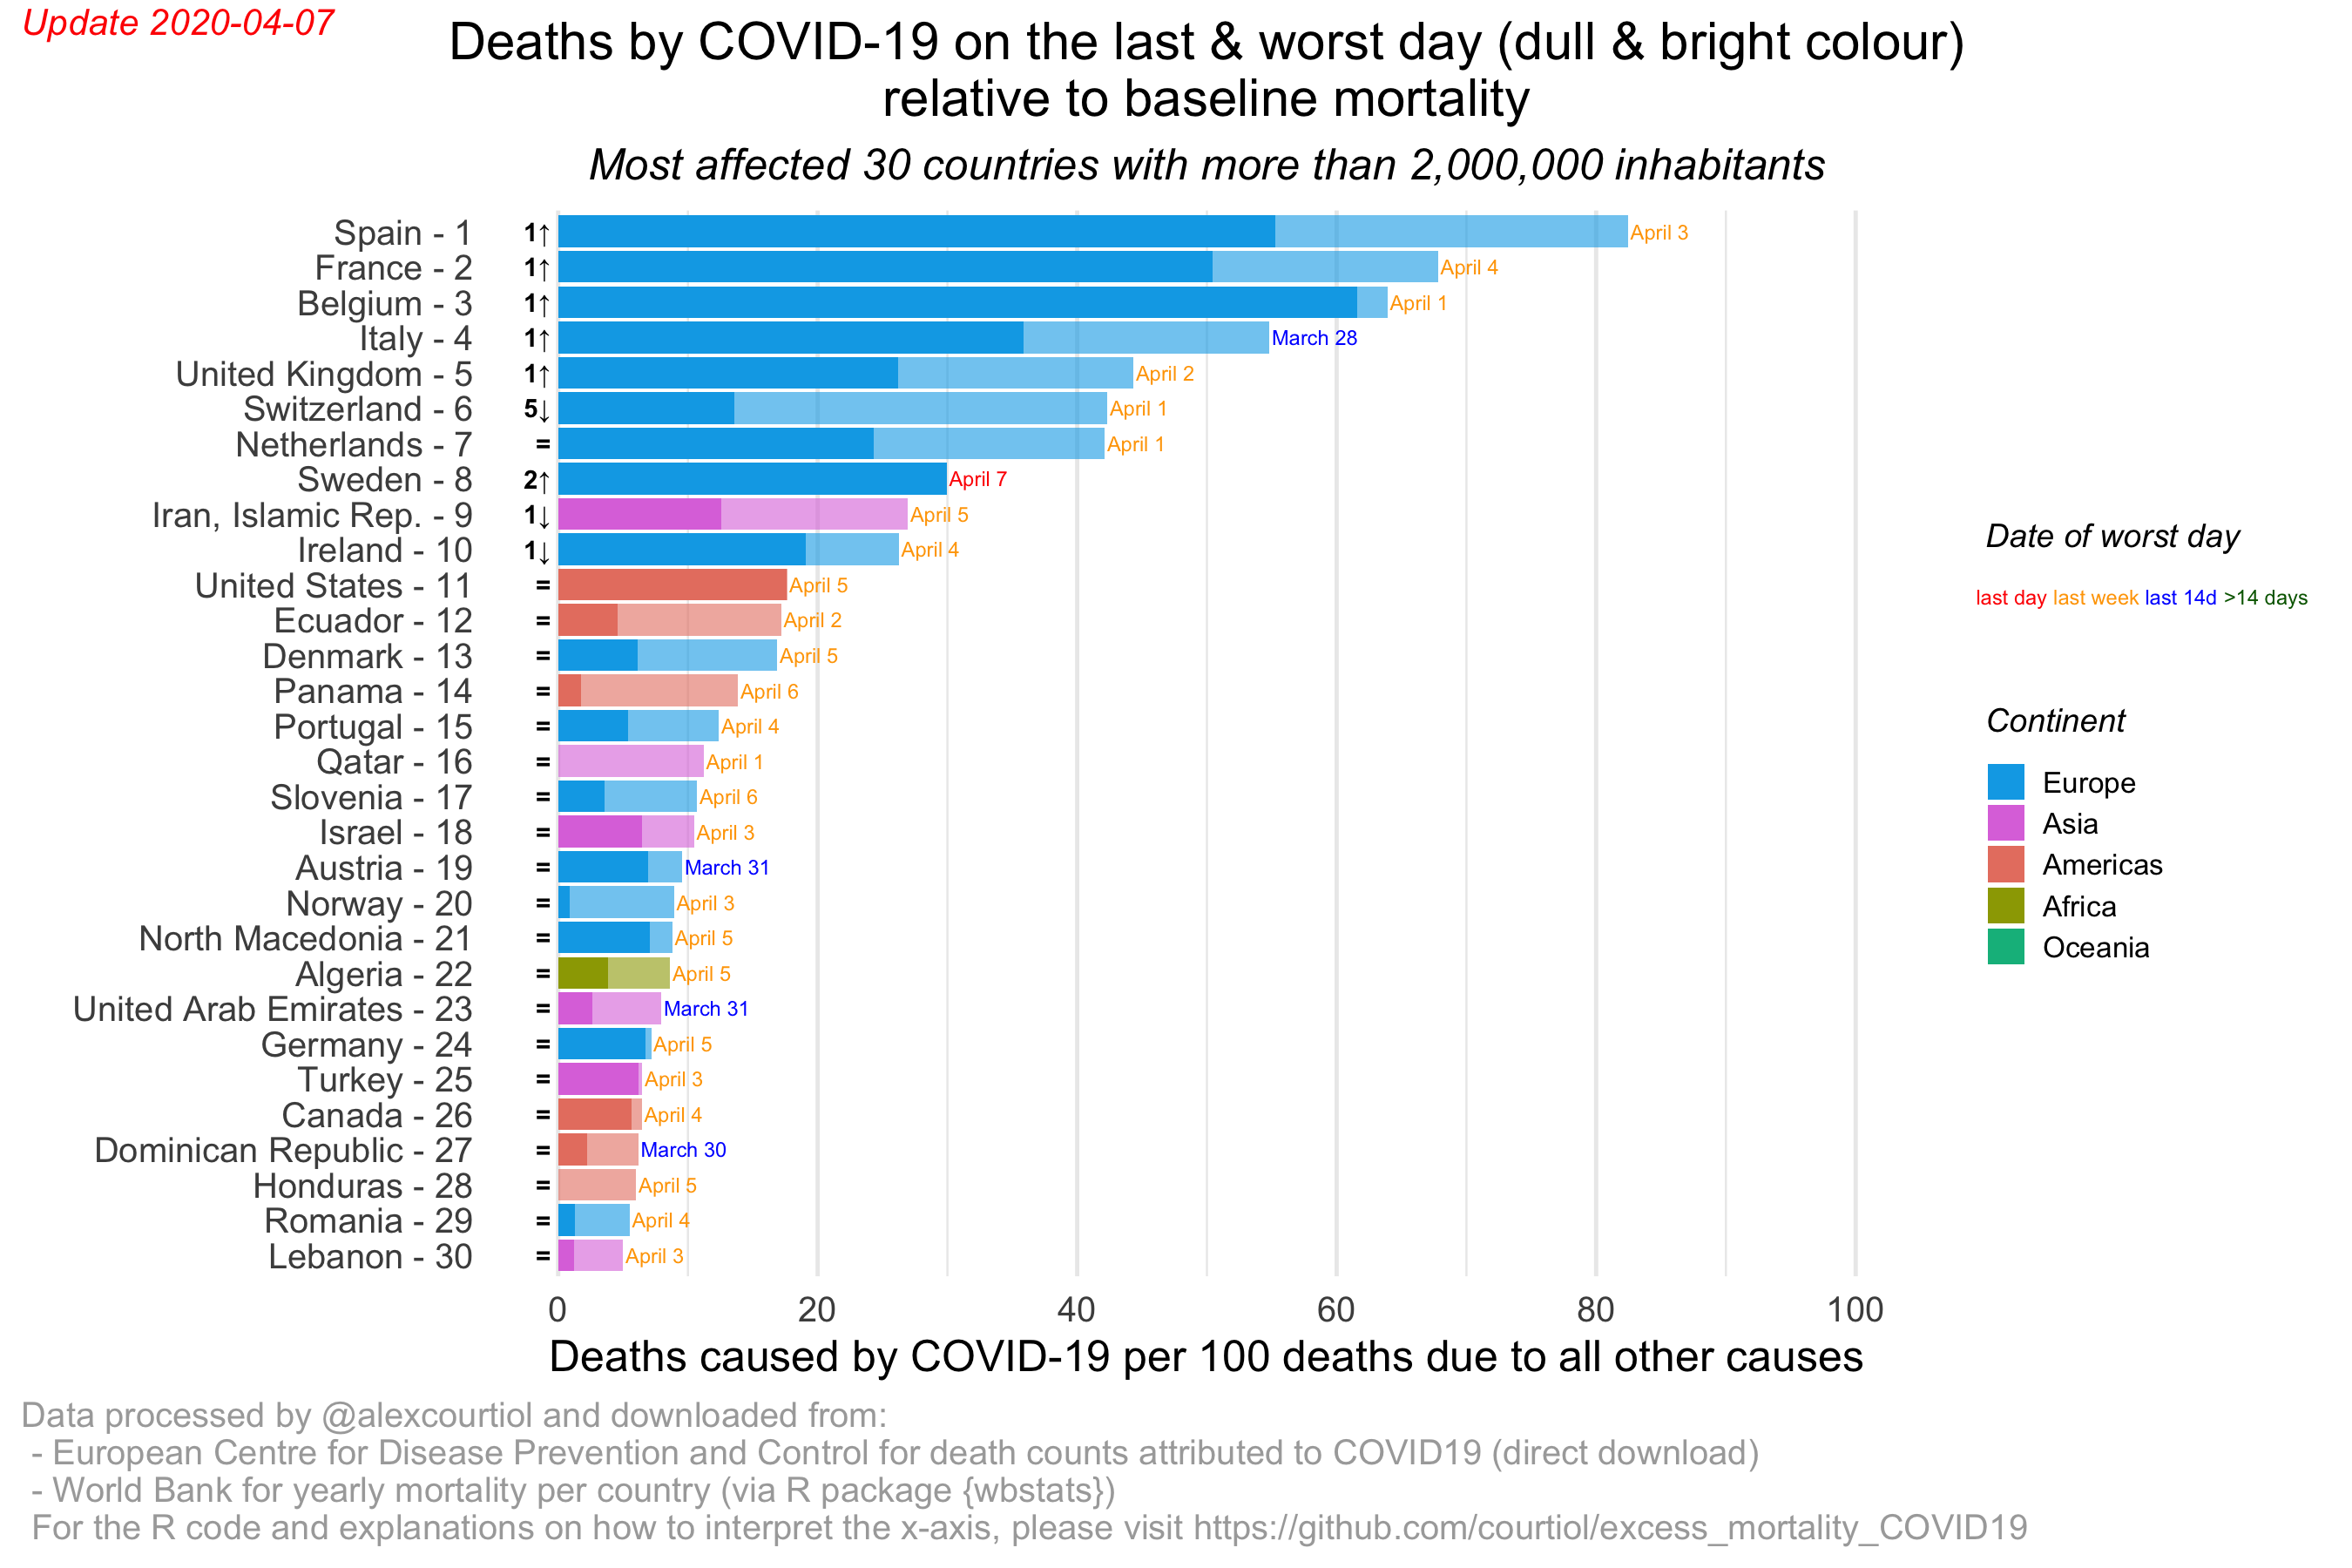 Update 2020-04-07
Deaths by COVID-19 on the last & worst day (dull & bright colour)
relative to baseline mortality
Most affected 30 countries with more than 2,000,000 inhabitants
Spain - 1 1↑ April 3
France - 2 1↑ April 4
Belgium - 3 1↑ April 1
Italy - 4 1↑ March 28
United Kingdom - 5 1↑ April 2
Switzerland - 6 5↓ April 1
Netherlands - 7 = April 1
Sweden - 8 2↑ April 7
Iran, Islamic Rep. - 9 1↓ April 5
Ireland - 10 1↓ April 4
United States - 11 = April 5
Ecuador - 12 = April 2
Denmark - 13 = April 5
Panama - 14 = April 6
Portugal - 15 = April 4
Qatar - 16 = April 1
Slovenia - 17 = April 6
Israel - 18 = April 3
Austria - 19 = March 31
Norway - 20 = April 3
North Macedonia - 21 = April 5
Algeria - 22 = April 5
United Arab Emirates - 23 = March 31
Germany - 24 = April 5
Turkey - 25 = April 3
Canada - 26 = April 4
Dominican Republic - 27 = March 30
Honduras - 28 = April 5
Romania - 29 = April 4
Lebanon - 30 = April 3
0 20 40 60 80 100
Deaths caused by COVID-19 per 100 deaths due to all other causes
Date of worst day
last day last week last 14d >14 days
Continent
Europe
Asia
Americas
Africa
Oceania
Data processed by @alexcourtiol and downloaded from:
- European Centre for Disease Prevention and Control for death counts attributed to COVID19 (direct download)
- World Bank for yearly mortality per country (via R package {wbstats})
For the R code and explanations on how to interpret the x-axis, please visit https://github.com/courtiol/excess_mortality_COVID19